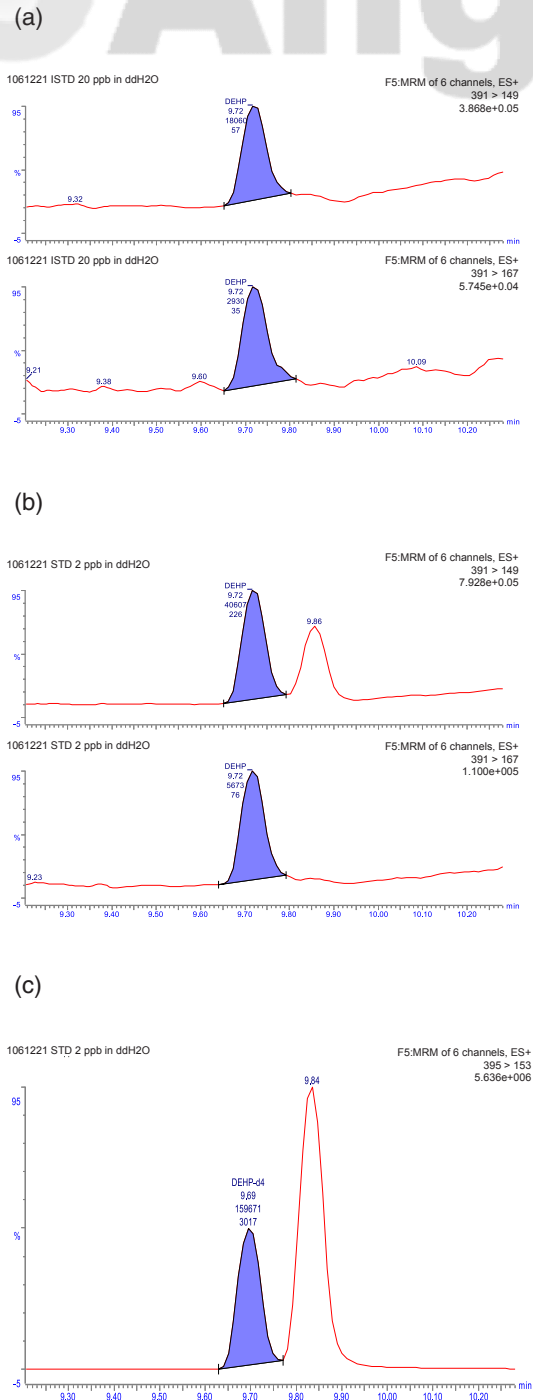 Ang
(a)
1061221 ISTD 20 ppb in ddH2O
F5:MRM of 6 channels, ES+
391 > 149
3.868e+0.05
DEHP
9.72
18060
57
95
%
-5
9.32
min
1061221 ISTD 20 ppb in ddH2O
F5:MRM of 6 channels, ES+
391 > 167
5.745e+0.04
DEHP
9.72
2930
35
95
%
-5
9.21
9.38
9.60
10.09
9.30 9.40 9.50 9.60 9.70 9.80 9.90 10.00 10.10 10.20 min
(b)
1061221 STD 2 ppb in ddH2O
F5:MRM of 6 channels, ES+
391 > 149
7.928e+0.05
DEHP
9.72
40607
226
9.86
95
%
-5
min
1061221 STD 2 ppb in ddH2O
F5:MRM of 6 channels, ES+
391 > 167
1.100e+005
DEHP
9.72
5673
76
95
%
-5
9.23
9.30 9.40 9.50 9.60 9.70 9.80 9.90 10.00 10.10 10.20 min
(c)
1061221 STD 2 ppb in ddH2O
F5:MRM of 6 channels, ES+
395 > 153
5.636e+006
9.84
95
DEHP-d4
9.69
159671
3017
%
-5
9.30 9.40 9.50 9.60 9.70 9.80 9.90 10.00 10.10 10.20 min